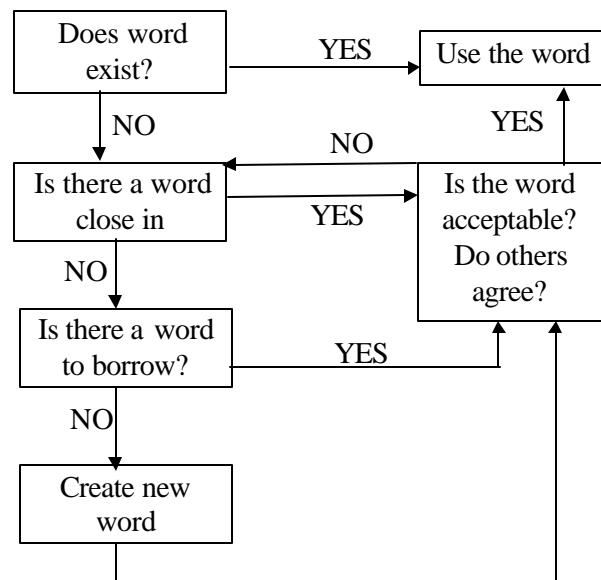 Does word
exist?
YES
Use the word
NO
YES
NO
Is there a word
close in
YES
Is the word
acceptable?
Do others
agree?
NO
Is there a word
to borrow?
YES
NO
Create new
word